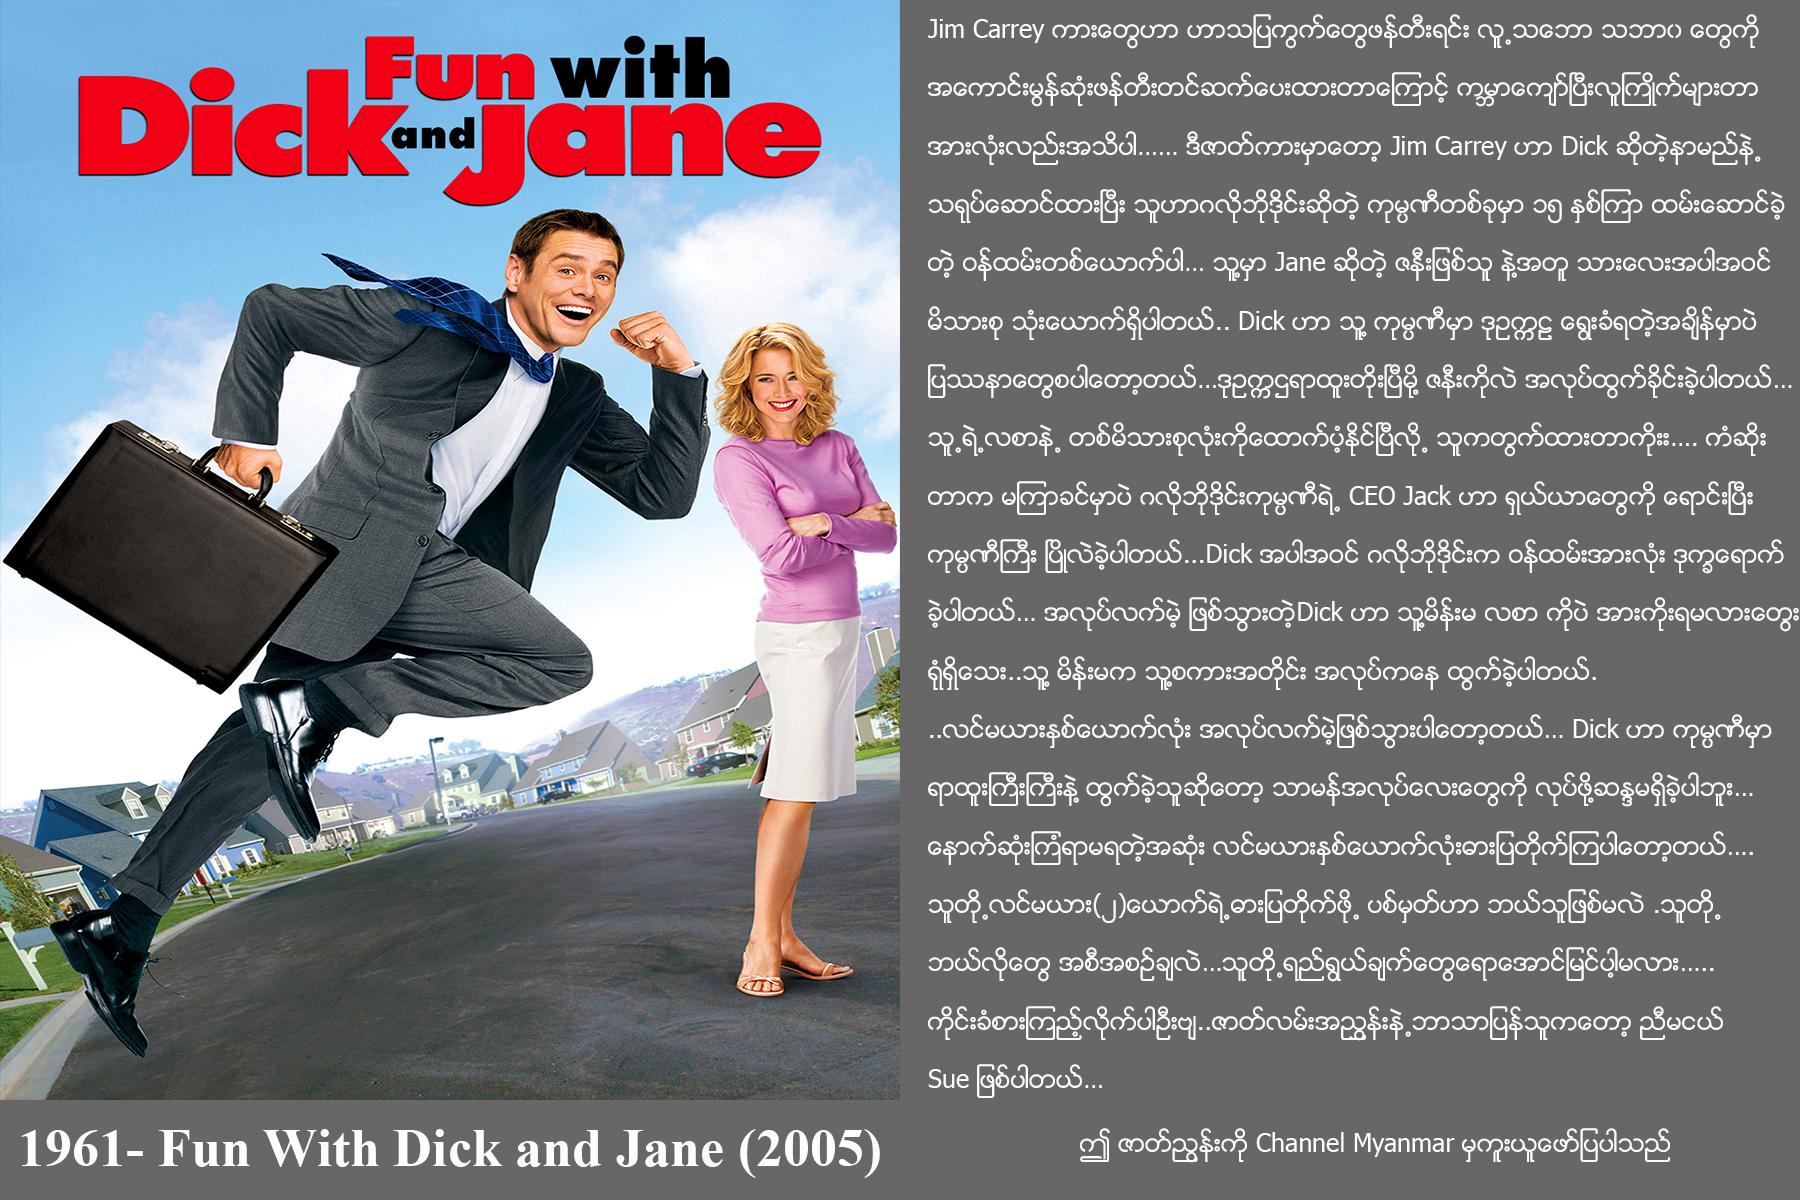 Fun with
Dick and Jane
Jim Carrey ကားတွေဟာ ဟာသပြကွက်တွေဖန်တီးရင်း လူ့သဘော သဘာ၀ တွေကို
အကောင်းမွန်ဆုံးဖန်တီးတင်ဆက်ပေးထားတာကြောင့် ကမ္ဘာကျော်ပြီးလူကြိုက်များတာ
အားလုံးလည်းအသိပါ...... ဒီဇာတ်ကားမှာတော့ Jim Carrey ဟာ Dick ဆိုတဲ့နာမည်နဲ့
သရုပ်ဆောင်ထားပြီး သူဟာဂလိုဘိုဒိုင်းဆိုတဲ့ ကုမ္ပဏီတစ်ခုမှာ ၁၅ နှစ်ကြာ ထမ်းဆောင်ခဲ့
တဲ့ ဝန်ထမ်းတစ်ယောက်ပါ... သူ့မှာ Jane ဆိုတဲ့ ဇနီးဖြစ်သူ နဲ့အတူ သားလေးအပါအဝင်
မိသားစု သုံးယောက်ရှိပါတယ်.. Dick ဟာ သူ့ ကုမ္ပဏီမှာ ဒုဥက္ကဠ ရွေးခံရတဲ့အချိန်မှာပဲ
ပြဿနာတွေစပါတော့တယ်...ဒုဥက္ကဌရာထူးတိုးပြီမို့ ဇနီးကိုလဲ အလုပ်ထွက်ခိုင်းခဲ့ပါတယ်...
သူ့ရဲ့လစာနဲ့ တစ်မိသားစုလုံးကိုထောက်ပံ့နိုင်ပြီလို့ သူကတွက်ထားတာကိုးး.... ကံဆိုး
တာက မကြာခင်မှာပဲ ဂလိုဘိုဒိုင်းကုမ္ပဏီရဲ့ CEO Jack ဟာ ရှယ်ယာတွေကို ရောင်းပြီး
ကုမ္ပဏီကြီး ပြိုလဲခဲ့ပါတယ်...Dick အပါအဝင် ဂလိုဘိုဒိုင်းက ဝန်ထမ်းအားလုံး ဒုက္ခရောက်
ခဲ့ပါတယ်... အလုပ်လက်မဲ့ ဖြစ်သွားတဲ့Dick ဟာ သူ့မိန်းမ လစာ ကိုပဲ အားကိုးရမလားတွေး
ရုံရှိသေး..သူ့ မိန်းမက သူ့စကားအတိုင်း အလုပ်ကနေ ထွက်ခဲ့ပါတယ်.
..လင်မယားနှစ်ယောက်လုံး အလုပ်လက်မဲ့ဖြစ်သွားပါတော့တယ်... Dick ဟာ ကုမ္ပဏီမှာ
ရာထူးကြီးကြီးနဲ့ ထွက်ခဲ့သူဆိုတော့ သာမန်အလုပ်လေးတွေကို လုပ်ဖို့ဆန္ဒမရှိခဲ့ပါဘူး...
နောက်ဆုံးကြံရာမရတဲ့အဆုံး လင်မယားနှစ်ယောက်လုံးဓားပြတိုက်ကြပါတော့တယ်....
သူတို့လင်မယား(၂)ယောက်ရဲ့ဓားပြတိုက်ဖို့ ပစ်မှတ်ဟာ ဘယ်သူဖြစ်မလဲ .သူတို့
ဘယ်လိုတွေ အစီအစဉ်ချလဲ...သူတို့ရည်ရွယ်ချက်တွေရောအောင်မြင်ပါ့မလား.....
ကိုင်းခံစားကြည့်လိုက်ပါဦးဗျ..ဇာတ်လမ်းအညွှန်းနဲ့ဘာသာပြန်သူကတော့ ညီမငယ်
Sue ဖြစ်ပါတယ်...
1961- Fun With Dick and Jane (2005)
ဤ ဇာတ်ညွှန်းကို Channel Myanmar မှကူးယူဖော်ပြပါသည်